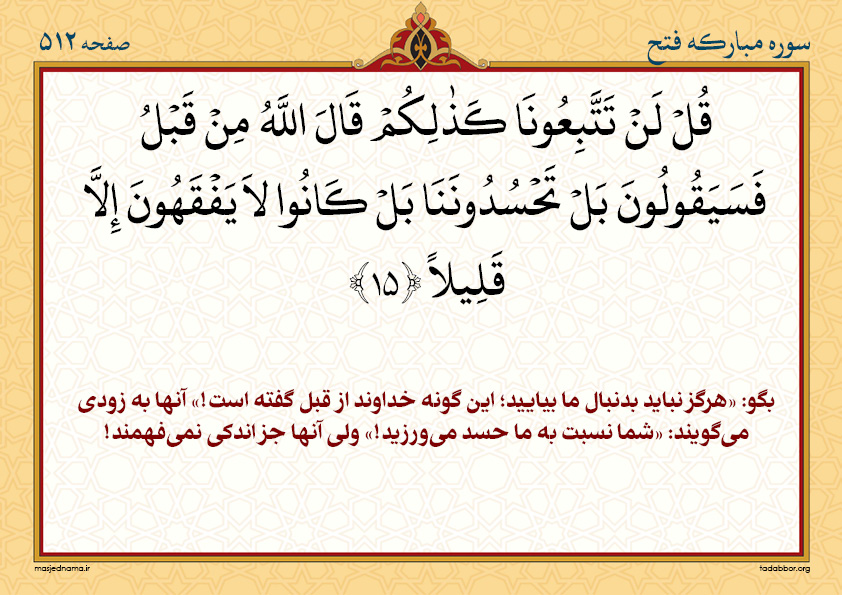 سوره مبارکه فتح
صفحه ۵۱۲
قُلْ لَنْ تَتَّبِعُونَا كَذٰلِكُمْ قَالَ اللَّهُ مِنْ قَبْلُ
فَسَيَقُولُونَ بَلْ تَحْسُدُونَنَا بَلْ كَانُوا لاَ يَفْقَهُونَ إِلَّا
قَلِيلاً ﴿۱۵﴾
بگو: «هرگز نباید بدنبال ما بیایید؛ این گونه خداوند از قبل گفته است!» آنها به زودی
می‌گویند: «شما نسبت به ما حسد می‌ورزید!» ولی آنها جز اندکی نمی‌فهمند!
masjednama.ir
tadabbor.org